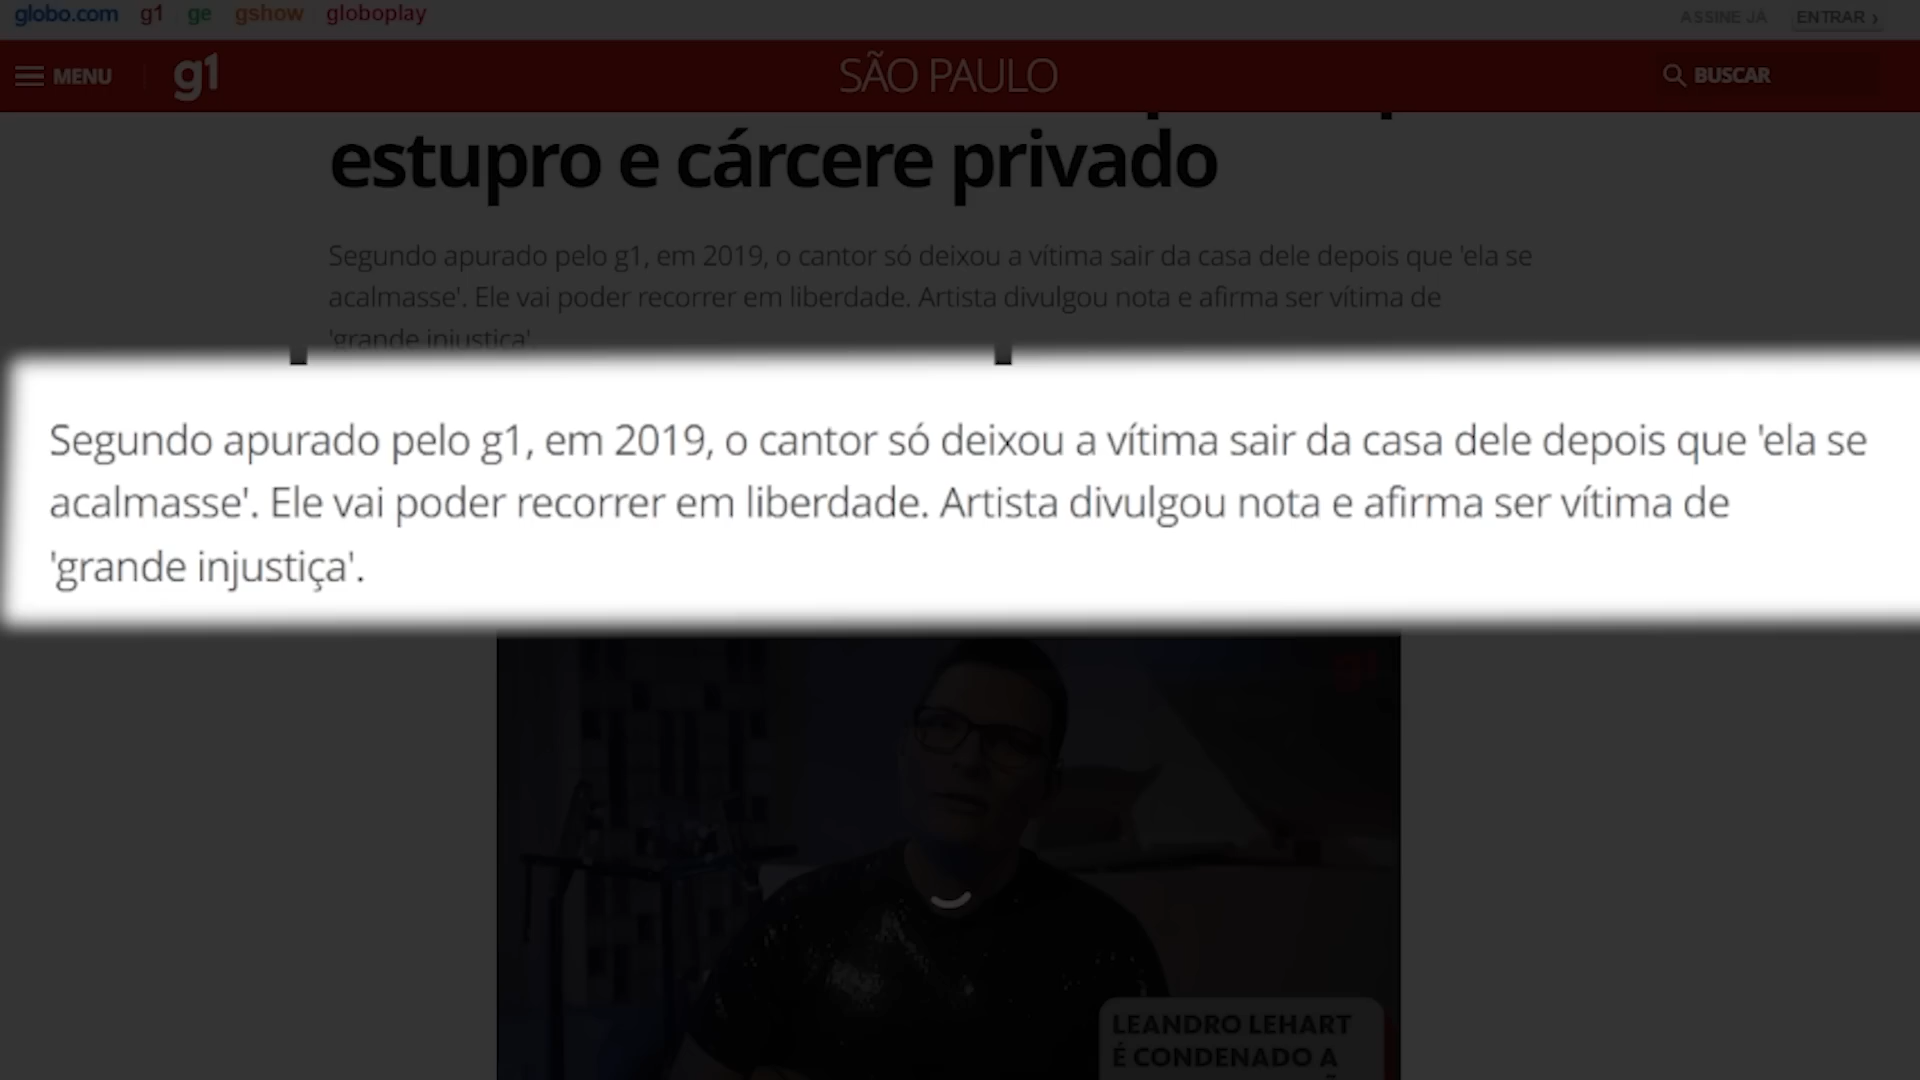 globo.com g1 ge gshow globoplay
ASSINE JÁ ENTRAR ›
MENU g1 SÃO PAULO BUSCAR
estupro e cárcere privado
Segundo apurado pelo g1, em 2019, o cantor só deixou a vítima sair da casa dele depois que 'ela se
acalmasse'. Ele vai poder recorrer em liberdade. Artista divulgou nota e afirma ser vítima de
'grande injustiça'.
Segundo apurado pelo g1, em 2019, o cantor só deixou a vítima sair da casa dele depois que 'ela se
acalmasse'. Ele vai poder recorrer em liberdade. Artista divulgou nota e afirma ser vítima de
'grande injustiça'.
g1
LEANDRO LEHART
É CONDENADO A